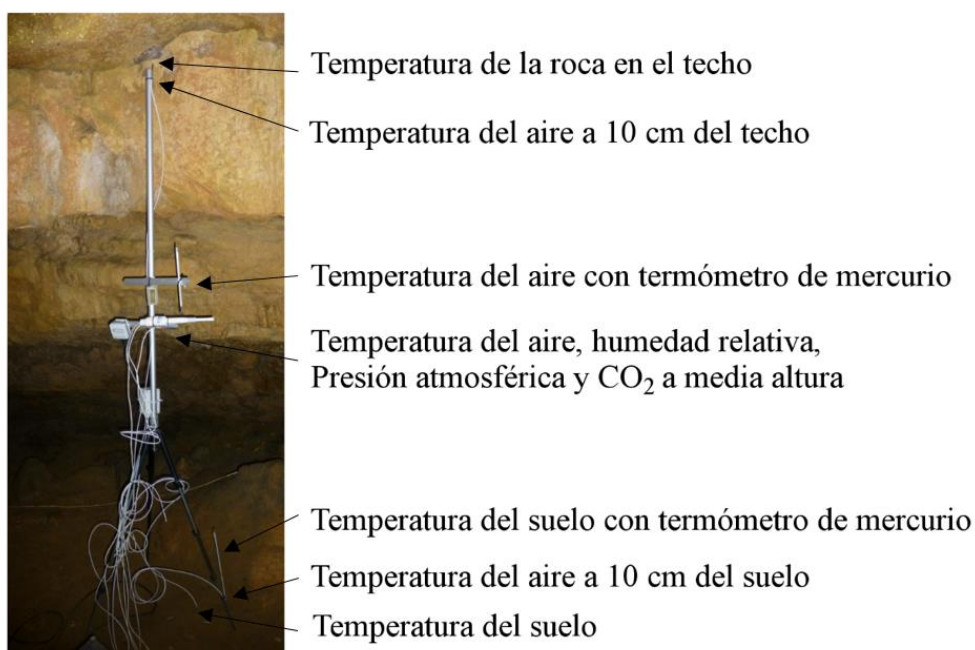 Temperatura de la roca en el techo
Temperatura del aire a 10 cm del techo
Temperatura del aire con termómetro de mercurio
Temperatura del aire, humedad relativa,
Presión atmosférica y CO₂ a media altura
Temperatura del suelo con termómetro de mercurio
Temperatura del aire a 10 cm del suelo
Temperatura del suelo